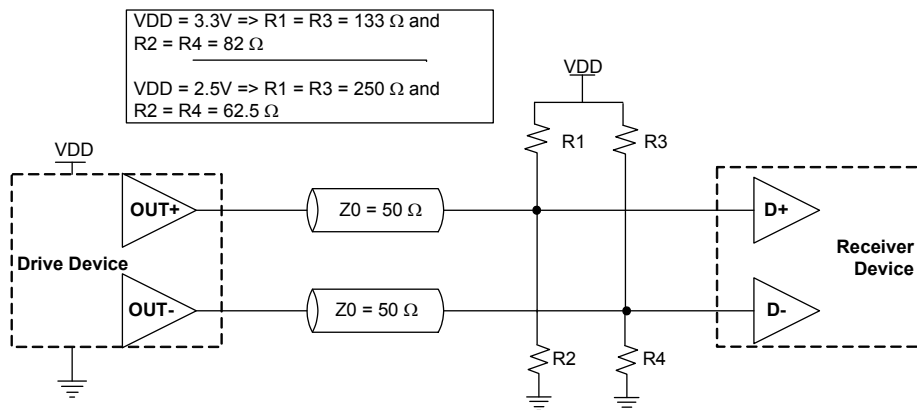 VDD = 3.3V => R1 = R3 = 133 Ω and
R2 = R4 = 82 Ω
VDD = 2.5V => R1 = R3 = 250 Ω and
R2 = R4 = 62.5 Ω
VDD
R1
R3
VDD
OUT+
Z0 = 50 Ω
D+
Drive Device
Receiver
Device
OUT-
Z0 = 50 Ω
D-
R2
R4